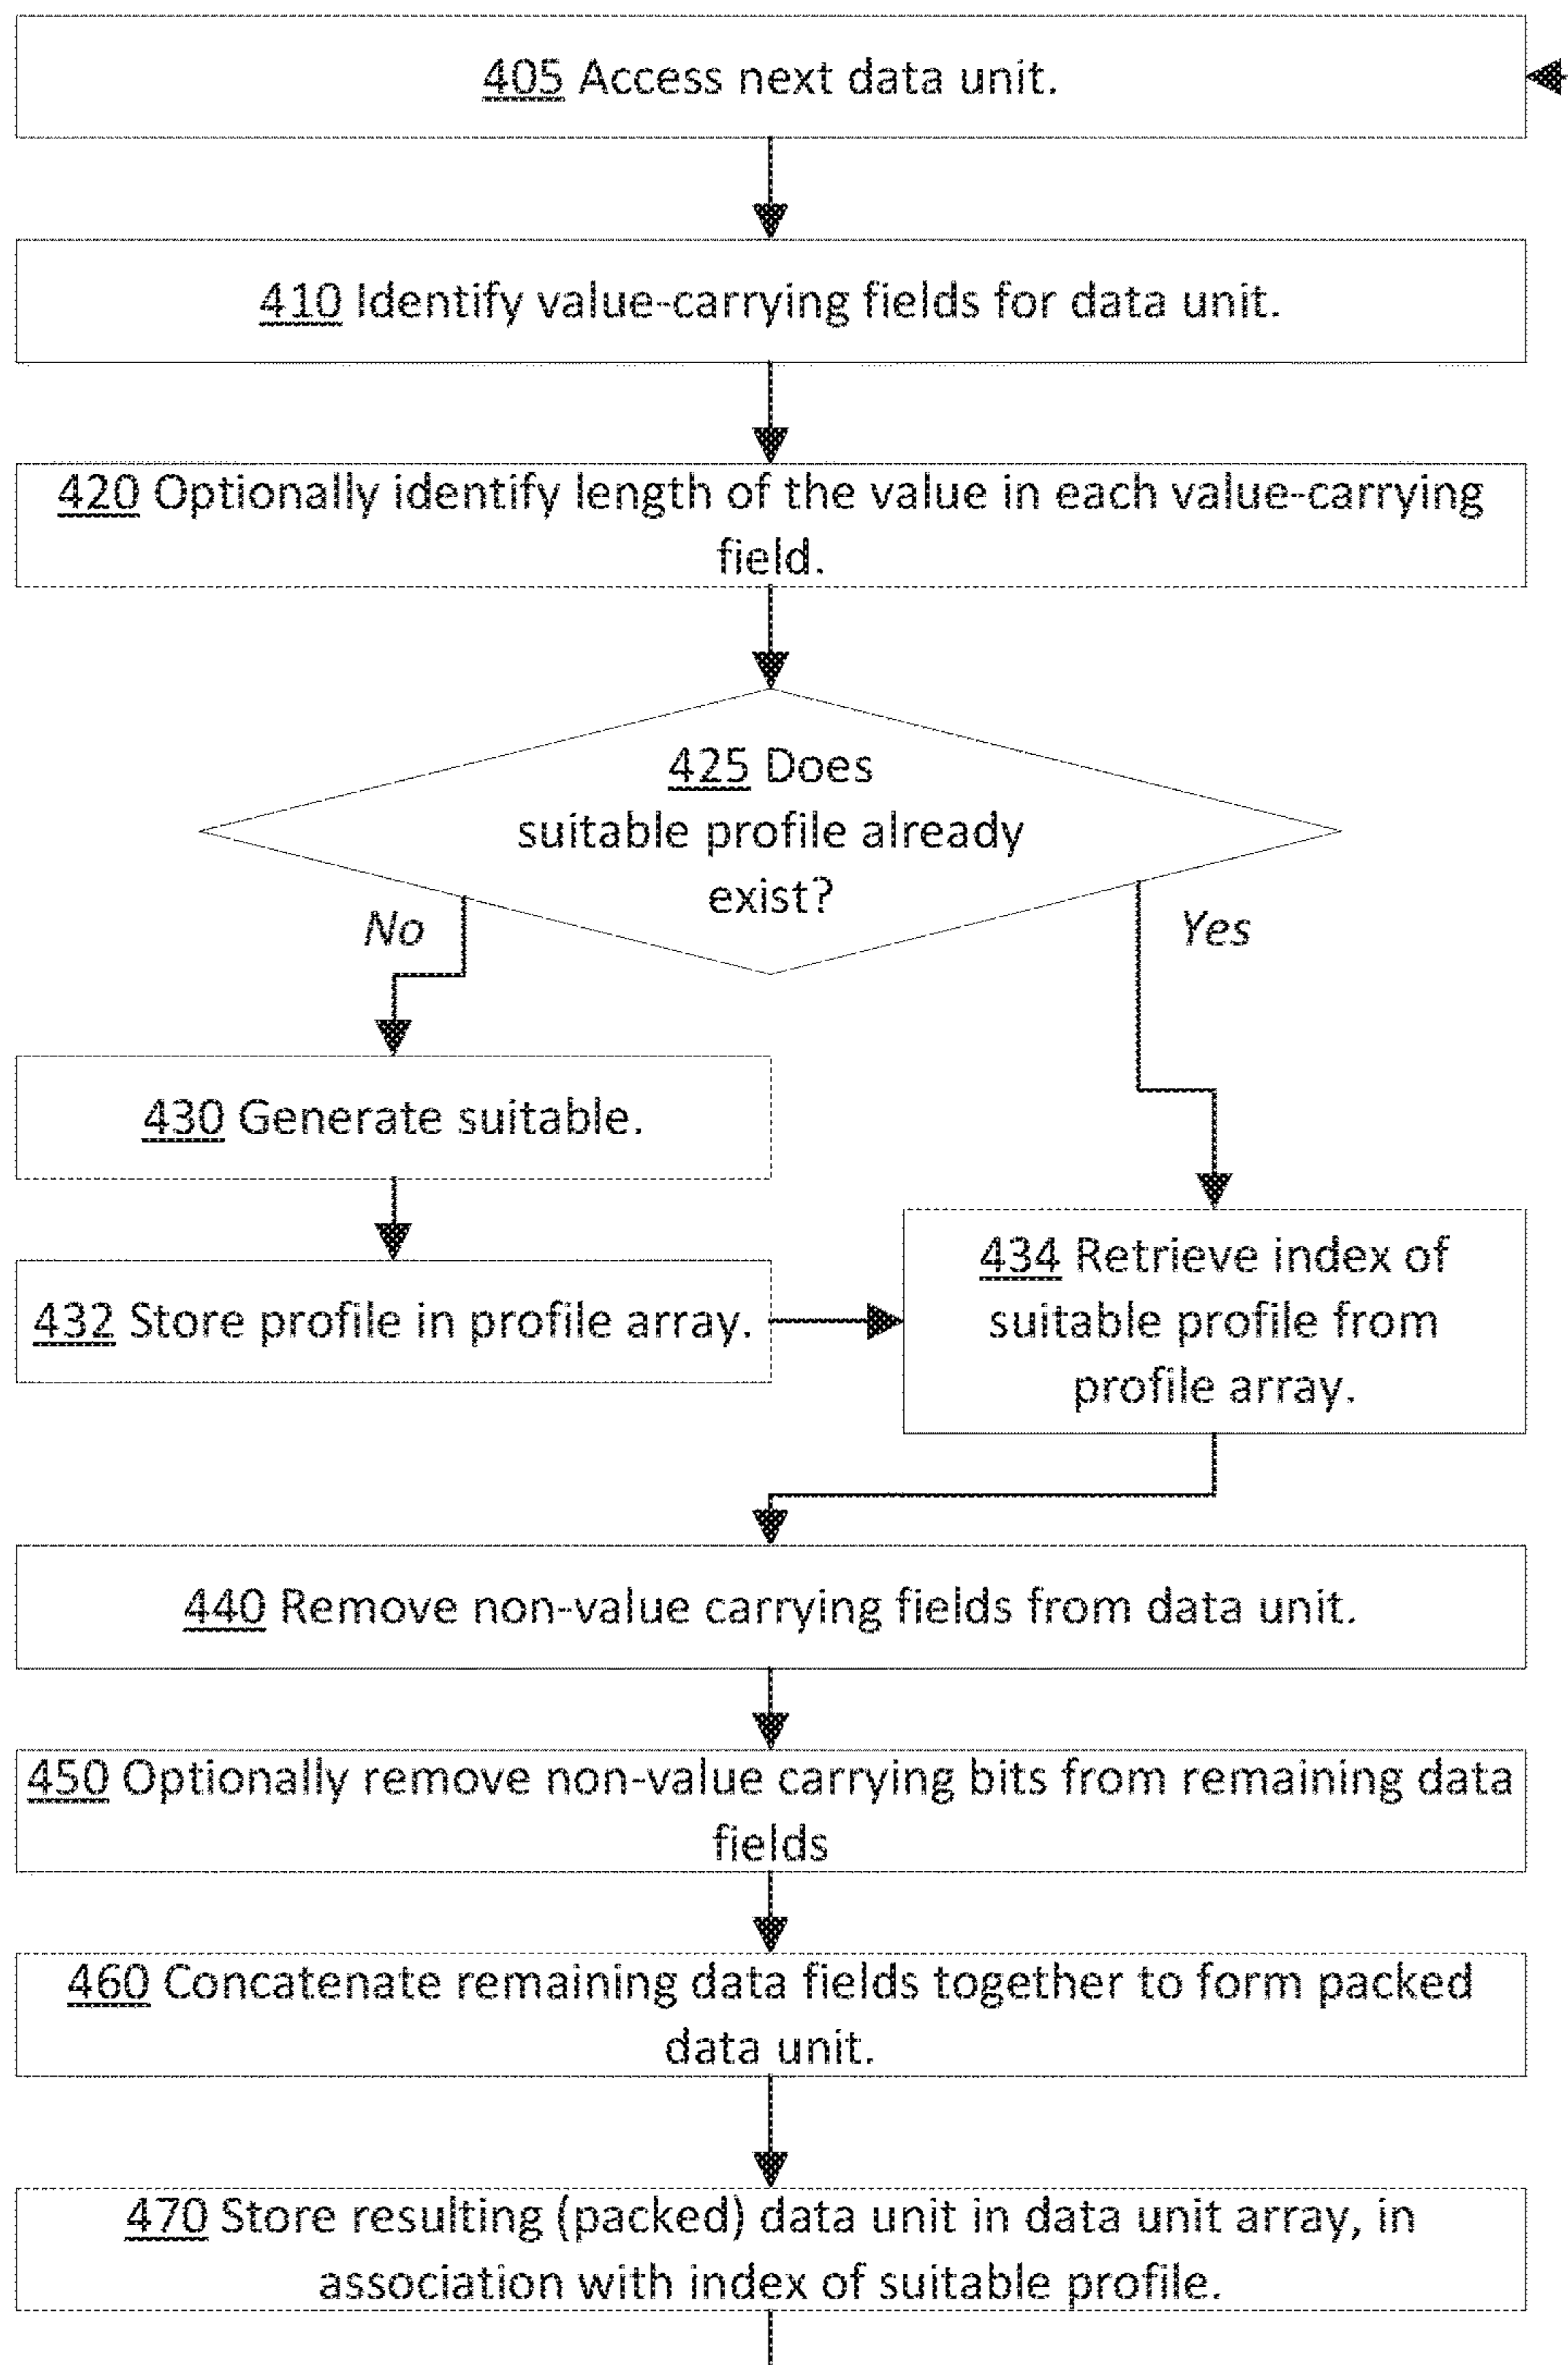 405 Access next data unit.
410 Identify value-carrying fields for data unit.
420 Optionally identify length of the value in each value-carrying
field.
425 Does
suitable profile already
exist?
No
Yes
430 Generate suitable.
432 Store profile in profile array.
434 Retrieve index of
suitable profile from
profile array.
440 Remove non-value carrying fields from data unit.
450 Optionally remove non-value carrying bits from remaining data
fields
460 Concatenate remaining data fields together to form packed
data unit.
470 Store resulting (packed) data unit in data unit array, in
association with index of suitable profile.